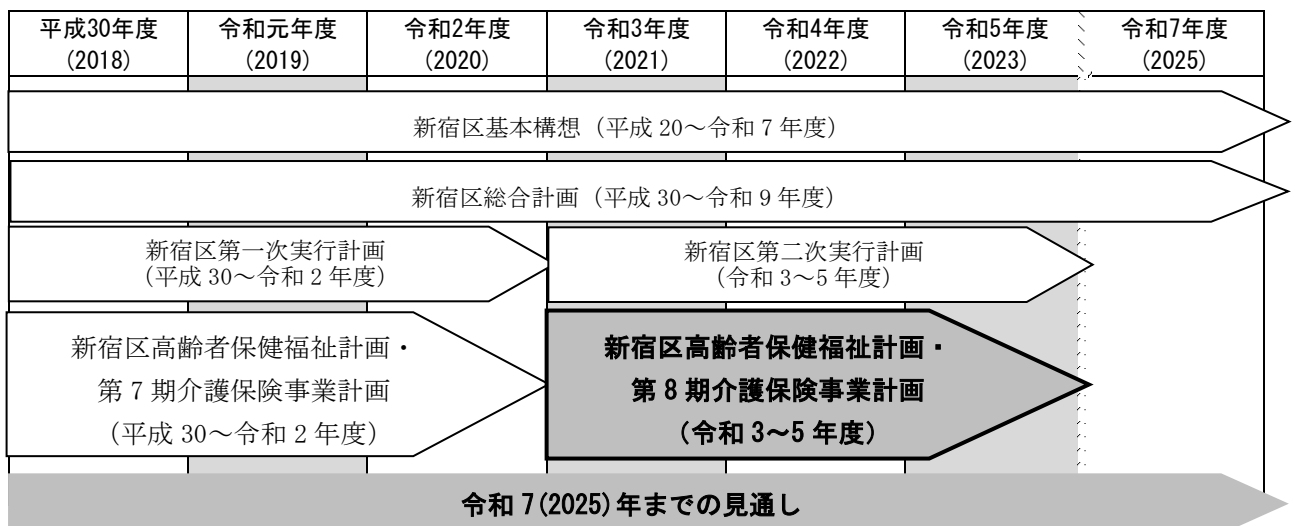 平成30年度 令和元年度 令和2年度 令和3年度 令和4年度 令和5年度 令和7年度
(2018) (2019) (2020) (2021) (2022) (2023) (2025)
新宿区基本構想（平成 20～令和 7 年度）
新宿区総合計画（平成 30～令和 9 年度）
新宿区第一次実行計画
（平成 30～令和 2 年度）
新宿区第二次実行計画
（令和 3～5 年度）
新宿区高齢者保健福祉計画・
第 7 期介護保険事業計画
（平成 30～令和 2 年度）
新宿区高齢者保健福祉計画・
第 8 期介護保険事業計画
（令和 3～5 年度）
令和 7(2025)年までの見通し